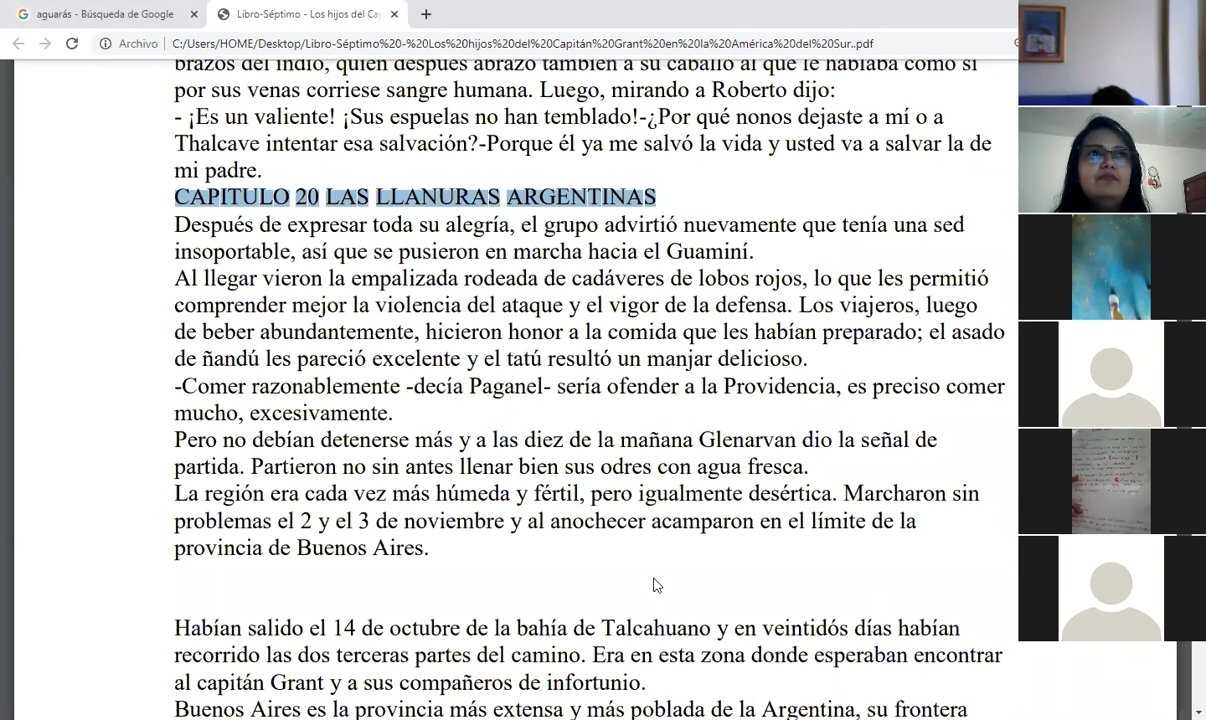 aguarás - Búsqueda de Google
Libro-Séptimo - Los hijos del Ca
Archivo
C:/Users/HOME/Desktop/Libro-Séptimo%20-%20Los%20hijos%20del%20Capitán%20Grant%20en%20la%20América%20del%20Sur..pdf
brazos del indio, quien después abrazó también a su caballo al que le hablaba como si
por sus venas corriese sangre humana. Luego, mirando a Roberto dijo:
- ¡Es un valiente! ¡Sus espuelas no han temblado!-¿Por qué nonos dejaste a mí o a
Thalcave intentar esa salvación?-Porque él ya me salvó la vida y usted va a salvar la de
mi padre.
CAPITULO 20 LAS LLANURAS ARGENTINAS
Después de expresar toda su alegría, el grupo advirtió nuevamente que tenía una sed
insoportable, así que se pusieron en marcha hacia el Guaminí.
Al llegar vieron la empalizada rodeada de cadáveres de lobos rojos, lo que les permitió
comprender mejor la violencia del ataque y el vigor de la defensa. Los viajeros, luego
de beber abundantemente, hicieron honor a la comida que les habían preparado; el asado
de ñandú les pareció excelente y el tatú resultó un manjar delicioso.
-Comer razonablemente -decía Paganel- sería ofender a la Providencia, es preciso comer
mucho, excesivamente.
Pero no debían detenerse más y a las diez de la mañana Glenarvan dio la señal de
partida. Partieron no sin antes llenar bien sus odres con agua fresca.
La región era cada vez más húmeda y fértil, pero igualmente desértica. Marcharon sin
problemas el 2 y el 3 de noviembre y al anochecer acamparon en el límite de la
provincia de Buenos Aires.
Habían salido el 14 de octubre de la bahía de Talcahuano y en veintidós días habían
recorrido las dos terceras partes del camino. Era en esta zona donde esperaban encontrar
al capitán Grant y a sus compañeros de infortunio.
Buenos Aires es la provincia más extensa y más poblada de la Argentina, su frontera